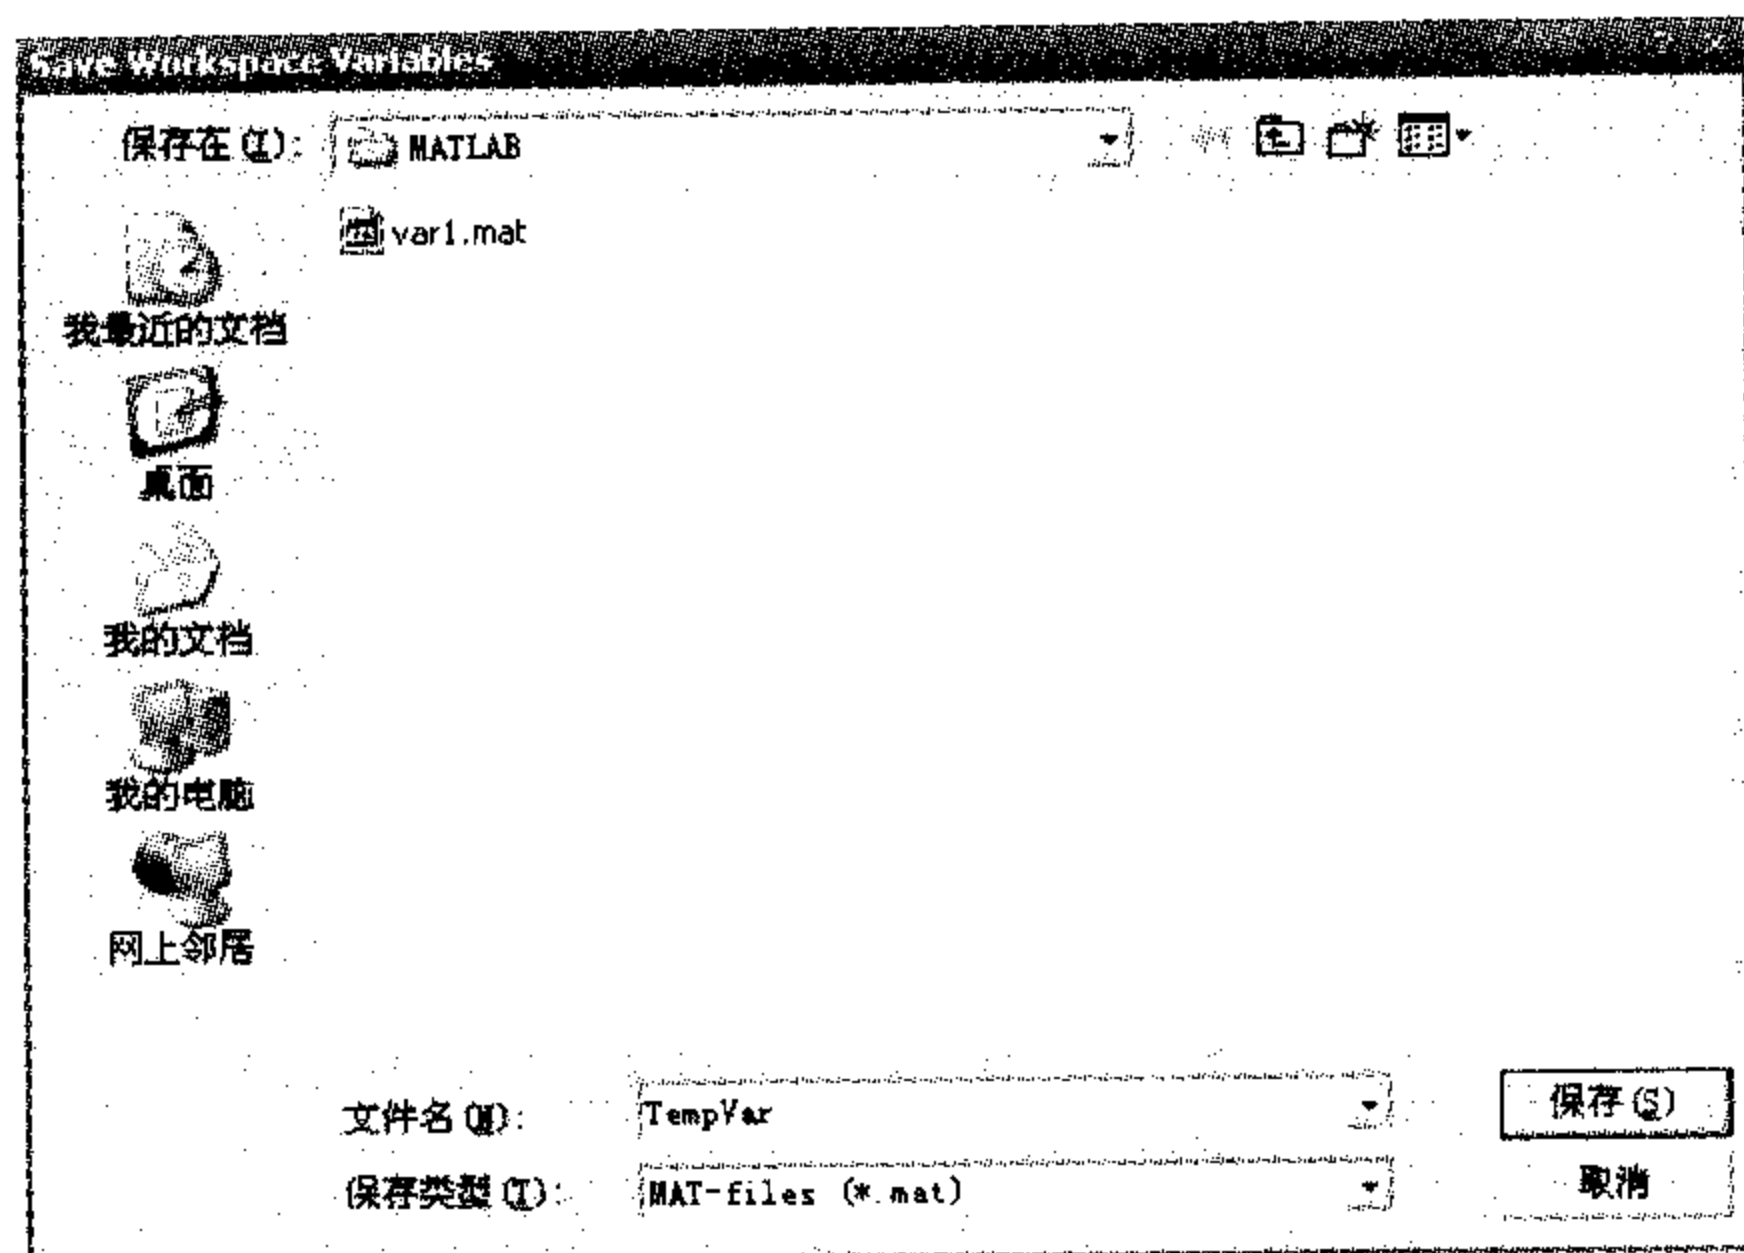 Save Workspace Variables
保存在(I):
MATLAB
var1.mat
我最近的文档
桌面
我的文档
我的电脑
网上邻居
文件名(N):
TempVar
保存(S)
保存类型(T):
MAT-files (*.mat)
取消